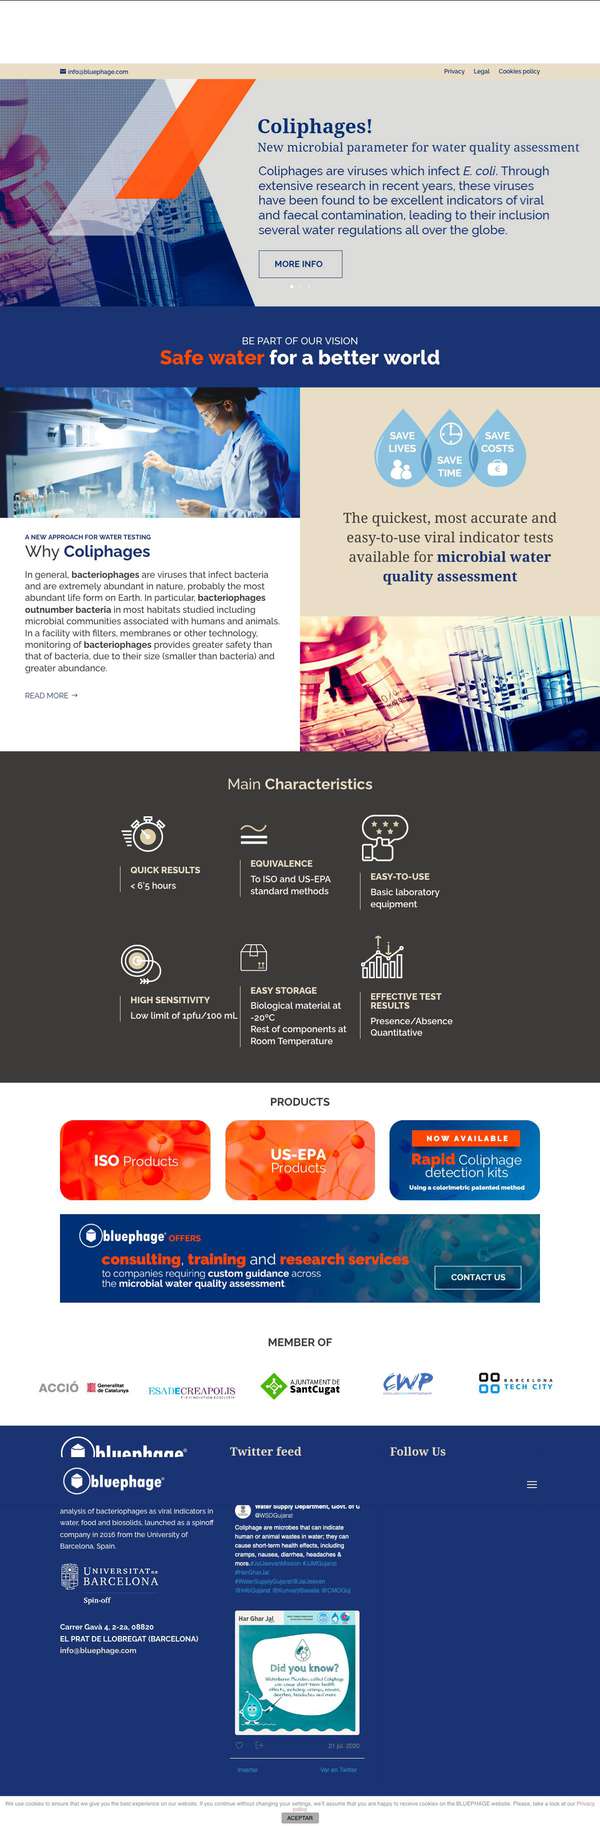 info@bluephage.com
Privacy Legal Cookies policy
Coliphages!
New microbial parameter for water quality assessment
Coliphages are viruses which infect E. coli. Through
extensive research in recent years, these viruses
have been found to be excellent indicators of viral
and faecal contamination, leading to their inclusion
several water regulations all over the globe.
MORE INFO
BE PART OF OUR VISION
Safe water for a better world
SAVE
LIVES
SAVE
TIME
SAVE
COSTS
The quickest, most accurate and
easy-to-use viral indicator tests
available for microbial water
quality assessment
A NEW APPROACH FOR WATER TESTING
Why Coliphages
In general, bacteriophages are viruses that infect bacteria
and are extremely abundant in nature, probably the most
abundant life form on Earth. In particular, bacteriophages
outnumber bacteria in most habitats studied including
microbial communities associated with humans and animals.
In a facility with filters, membranes or other technology,
monitoring of bacteriophages provides greater safety than
that of bacteria, due to their size (smaller than bacteria) and
greater abundance.
READ MORE →
Main Characteristics
QUICK RESULTS
< 6'5 hours
EQUIVALENCE
To ISO and US-EPA
standard methods
EASY-TO-USE
Basic laboratory
equipment
HIGH SENSITIVITY
Low limit of 1pfu/100 mL
EASY STORAGE
Biological material at
-20ºC
Rest of components at
Room Temperature
EFFECTIVE TEST
RESULTS
Presence/Absence
Quantitative
PRODUCTS
ISO Products
US-EPA
Products
NOW AVAILABLE
Rapid Coliphage
detection kits
Using a colorimetric patented method
bluephage® OFFERS
consulting, training and research services
to companies requiring custom guidance across
the microbial water quality assessment.
CONTACT US
MEMBER OF
ACCIÓ
Generalitat
de Catalunya
ESADECREAPOLIS
AJUNTAMENT DE
SantCugat
CWP
BARCELONA
TECH CITY
bluephage®
Twitter feed
Follow Us
bluephage®
analysis of bacteriophages as viral indicators in
water, food and biosolids, launched as a spinoff
company in 2016 from the University of
Barcelona, Spain.
UNIVERSITAT DE
BARCELONA
Spin-off
Carrer Gavà 4, 2-2a, 08820
EL PRAT DE LLOBREGAT (BARCELONA)
info@bluephage.com
Water Supply Department, Govt. of G
@WSDGujarat
Coliphage are microbes that can indicate
human or animal wastes in water; they can
cause short-term health effects, including
cramps, nausea, diarrhea, headaches &
more.#JalJeevanMission #JJMGujarat
#HarGharJal
Har Ghar Jal
Did you know?
21 jul. 2020
Insertar
Ver en Twitter
We use cookies to ensure that we give you the best experience on our website. If you continue without changing your settings, we'll assume that you are happy to receive cookies on the BLUEPHAGE website. Please, take a look at our Privacy
policy
ACEPTAR